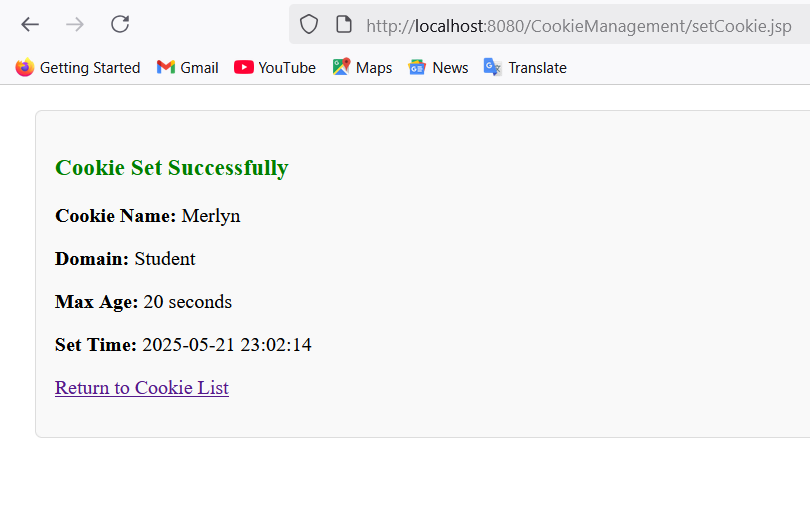 http://localhost:8080/CookieManagement/setCookie.jsp
Getting Started Gmail YouTube Maps News Translate
Cookie Set Successfully
Cookie Name: Merlyn
Domain: Student
Max Age: 20 seconds
Set Time: 2025-05-21 23:02:14
Return to Cookie List